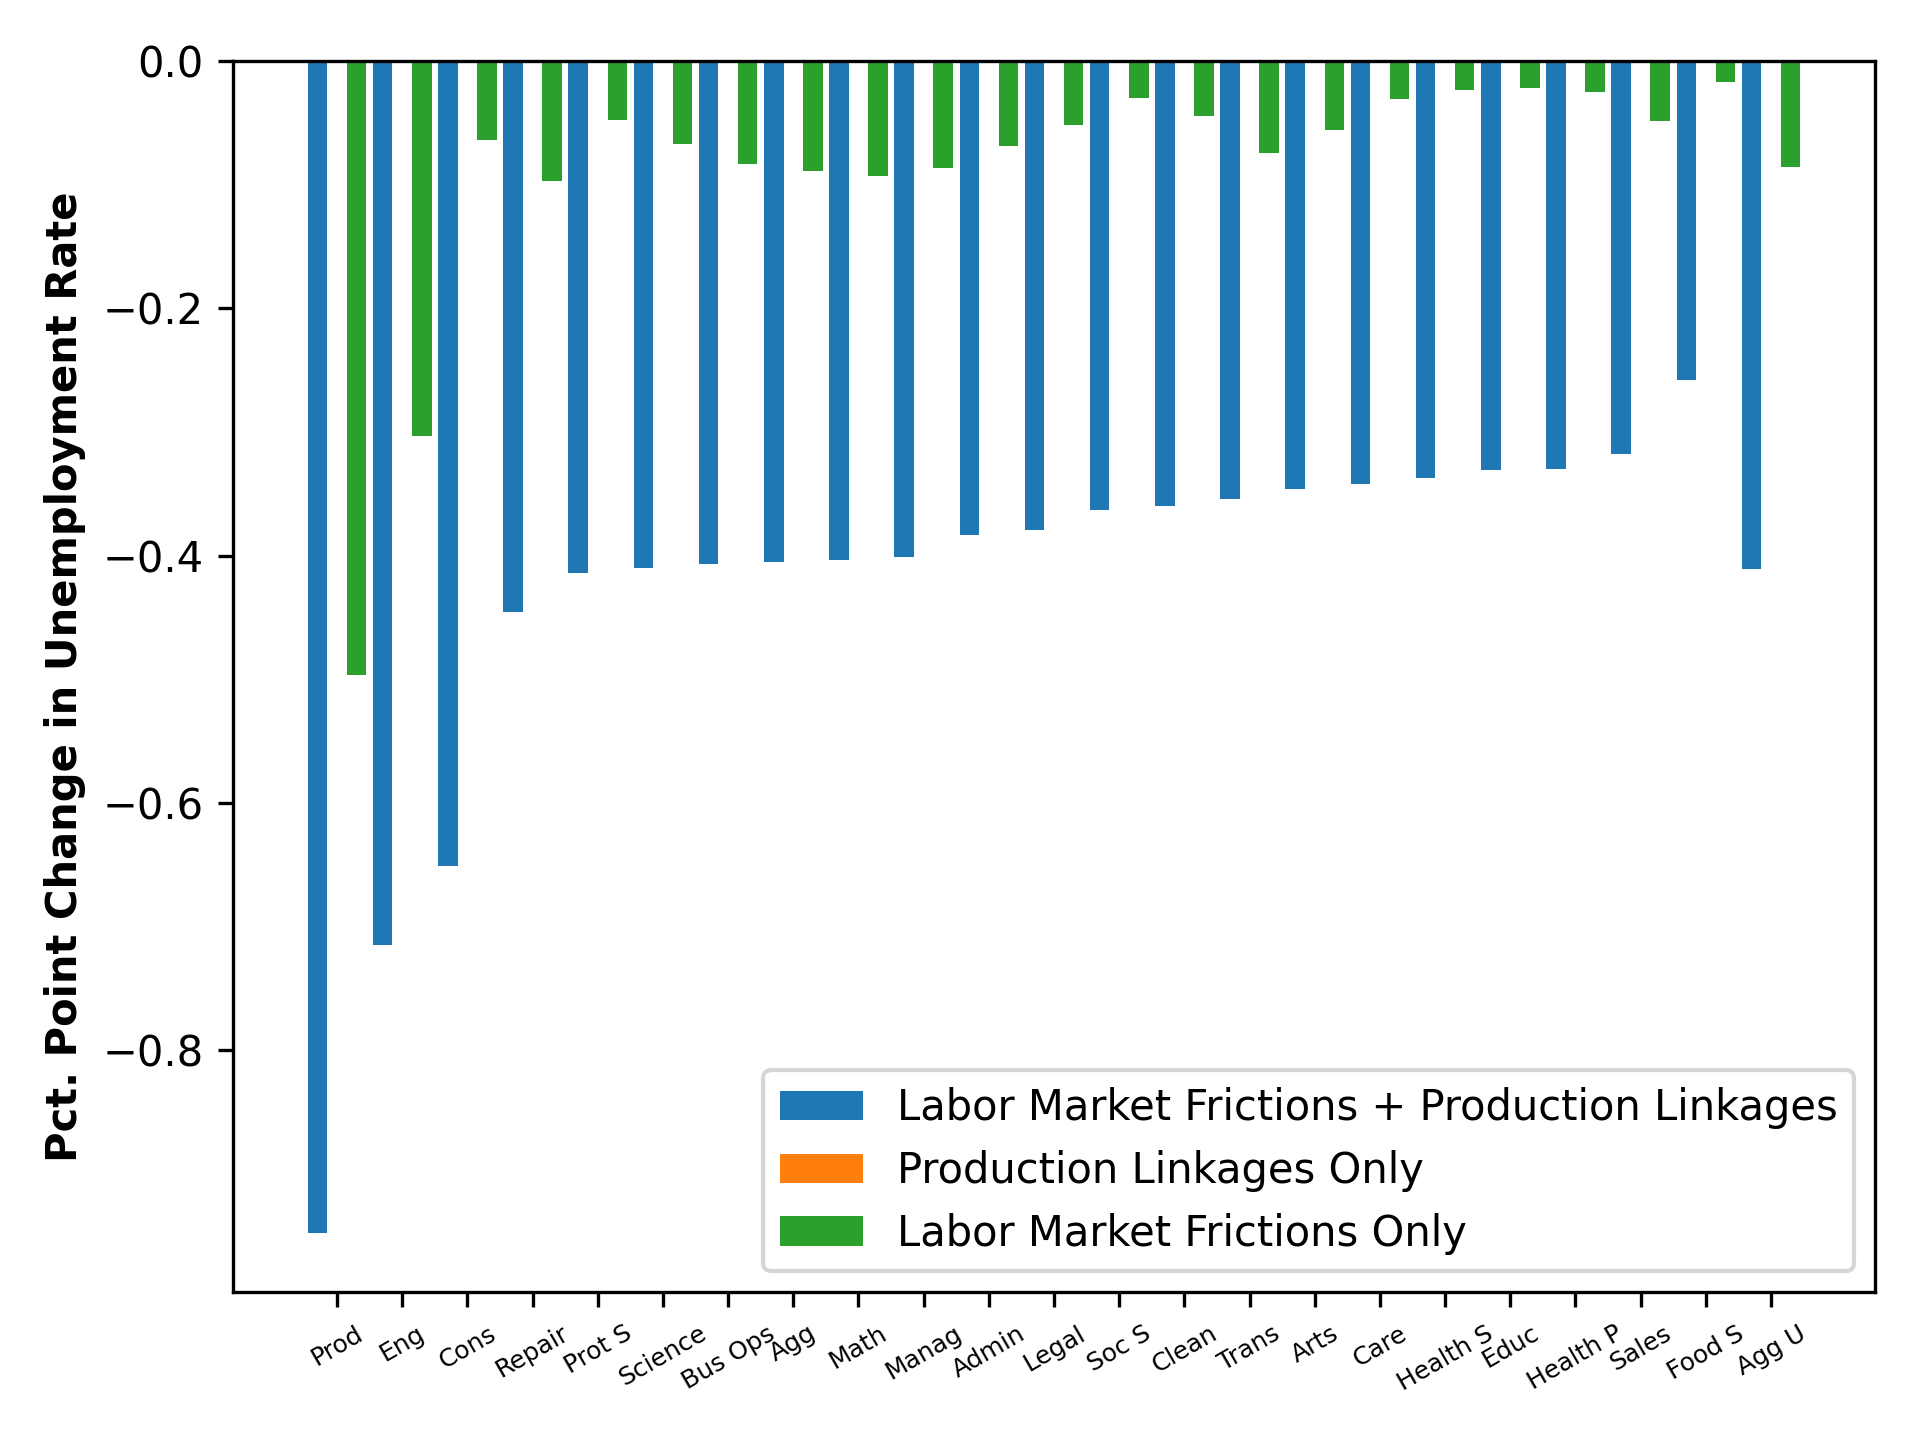 0.0
−0.2
−0.4
−0.6
−0.8
Pct. Point Change in Unemployment Rate
Labor Market Frictions + Production Linkages
Production Linkages Only
Labor Market Frictions Only
Prod
Eng
Cons
Repair
Prot S
Science
Bus Ops
Agg
Math
Manag
Admin
Legal
Soc S
Clean
Trans
Arts
Care
Health S
Educ
Health P
Sales
Food S
Agg U